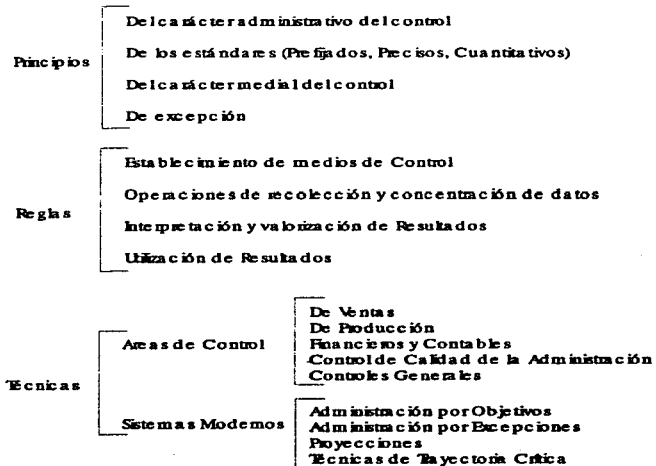 Principios
Del carácter administrativo del control
De los estándares (Prefijados, Precisos, Cuantitativos)
Del carácter medial del control
De excepción
Reglas
Establecimiento de medios de Control
Operaciones de recolección y concentración de datos
Interpretación y valorización de Resultados
Utilización de Resultados
Técnicas
Areas de Control
De Ventas
De Producción
Financieros y Contables
Control de Calidad de la Administración
Controles Generales
Sistemas Modernos
Administración por Objetivos
Administración por Excepciones
Proyecciones
Técnicas de Trayectoria Crítica